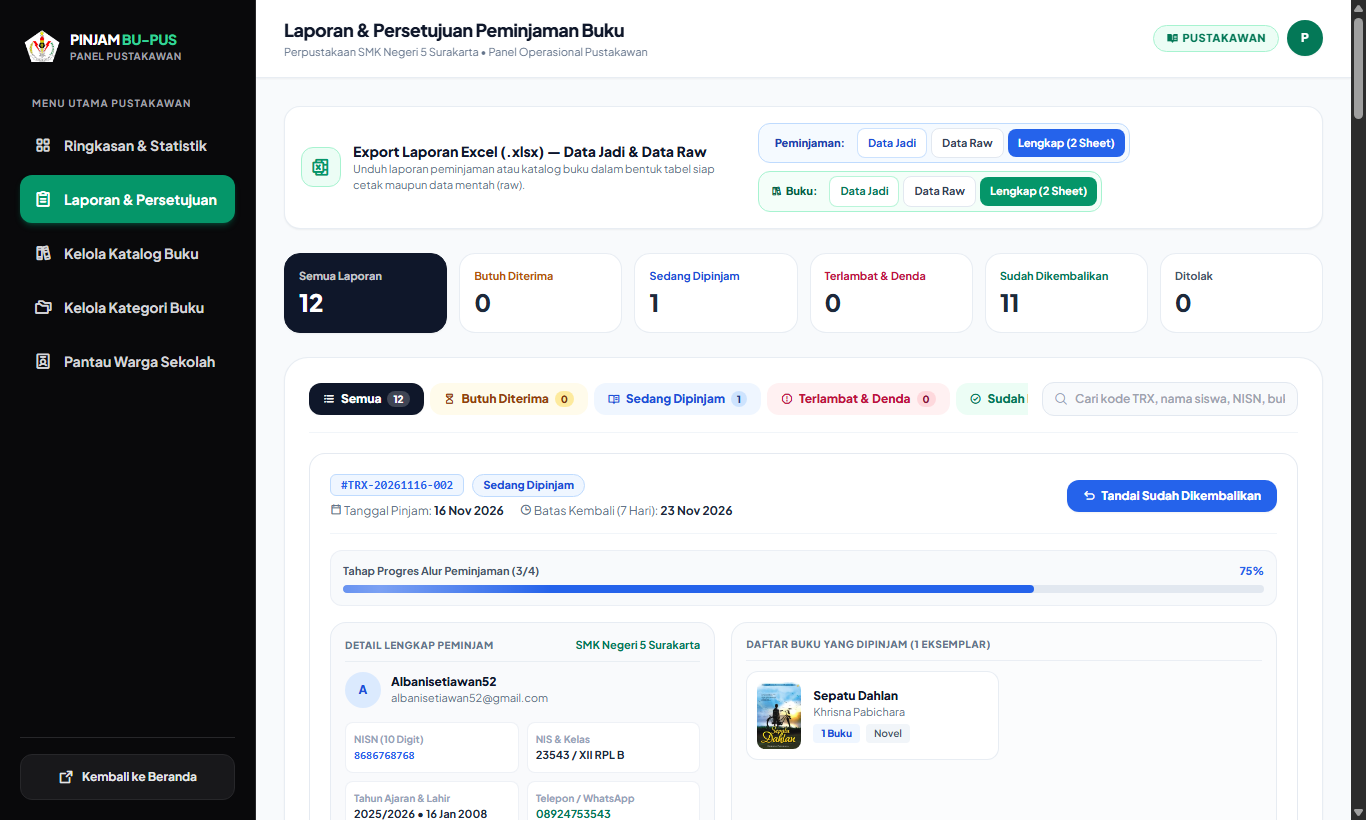 PINJAM BU-PUS
PANEL PUSTAKAWAN
MENU UTAMA PUSTAKAWAN
Ringkasan & Statistik
Laporan & Persetujuan
Kelola Katalog Buku
Kelola Kategori Buku
Pantau Warga Sekolah
Kembali ke Beranda
Laporan & Persetujuan Peminjaman Buku
Perpustakaan SMK Negeri 5 Surakarta • Panel Operasional Pustakawan
PUSTAKAWAN
P
Export Laporan Excel (.xlsx) — Data Jadi & Data Raw
Unduh laporan peminjaman atau katalog buku dalam bentuk tabel siap
cetak maupun data mentah (raw).
Peminjaman: Data Jadi Data Raw Lengkap (2 Sheet)
Buku: Data Jadi Data Raw Lengkap (2 Sheet)
Semua Laporan
12
Butuh Diterima
0
Sedang Dipinjam
1
Terlambat & Denda
0
Sudah Dikembalikan
11
Ditolak
0
Semua 12
Butuh Diterima 0
Sedang Dipinjam 1
Terlambat & Denda 0
Sudah
Cari kode TRX, nama siswa, NISN, bul
#TRX-20261116-002 Sedang Dipinjam
Tanggal Pinjam: 16 Nov 2026 Batas Kembali (7 Hari): 23 Nov 2026
Tandai Sudah Dikembalikan
Tahap Progres Alur Peminjaman (3/4) 75%
DETAIL LENGKAP PEMINJAM SMK Negeri 5 Surakarta
A
Albanisetiawan52
albanisetiawan52@gmail.com
NISN (10 Digit)
8686768768
NIS & Kelas
23543 / XII RPL B
Tahun Ajaran & Lahir
2025/2026 • 16 Jan 2008
Telepon / WhatsApp
08924753543
DAFTAR BUKU YANG DIPINJAM (1 EKSEMPLAR)
Sepatu
Dahlan
Sepatu Dahlan
Khrisna Pabichara
1 Buku Novel